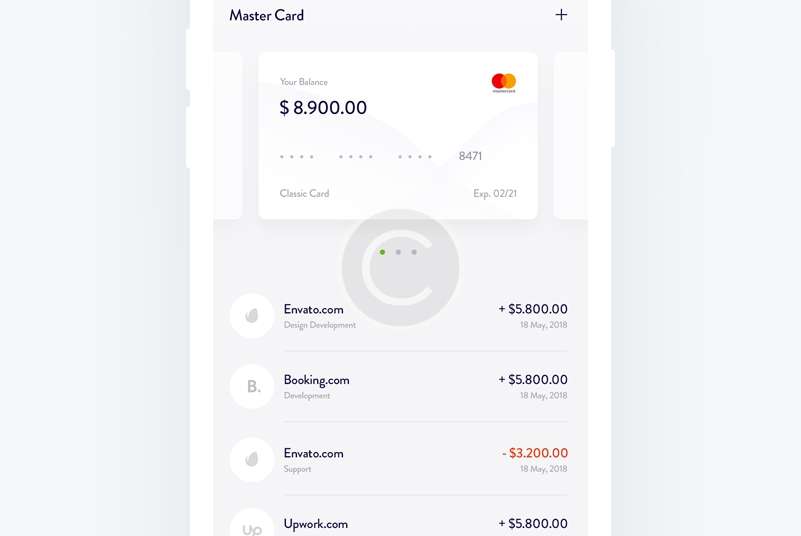 Master Card
Your Balance
mastercard
$ 8.900.00
8471
Classic Card
Exp. 02/21
C
Envato.com
+ $5.800.00
Design Development
18 May, 2018
B.
Booking.com
+ $5.800.00
Development
18 May, 2018
Envato.com
- $3.200.00
Support
18 May, 2018
Up
Upwork.com
+ $5.800.00